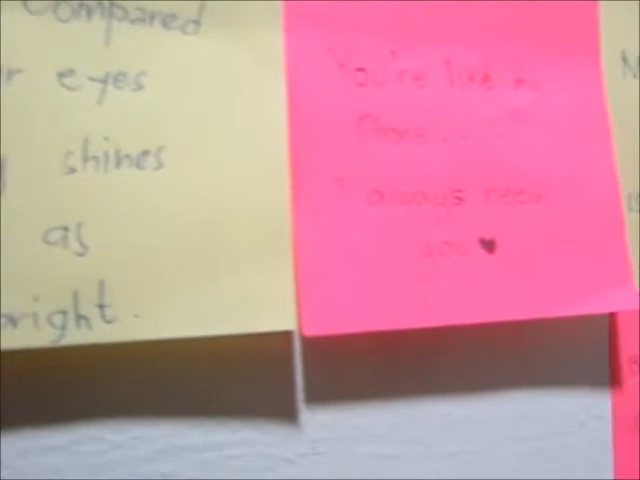 compared
eyes
shines
as
right.
You're like my
Phone...
I always need
you ♥